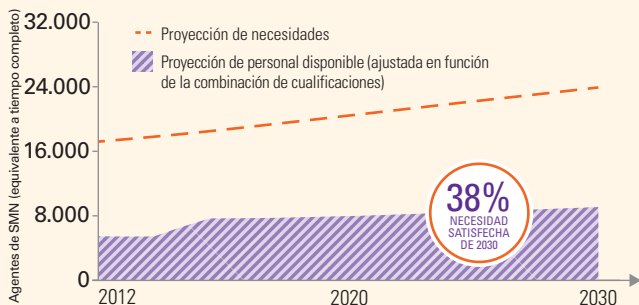 Agentes de SMN (equivalente a tiempo completo)
32.000
24.000
16.000
8.000
0
Proyección de necesidades
Proyección de personal disponible (ajustada en función
de la combinación de cualificaciones)
38%
NECESIDAD
SATISFECHA
DE 2030
2012
2020
2030